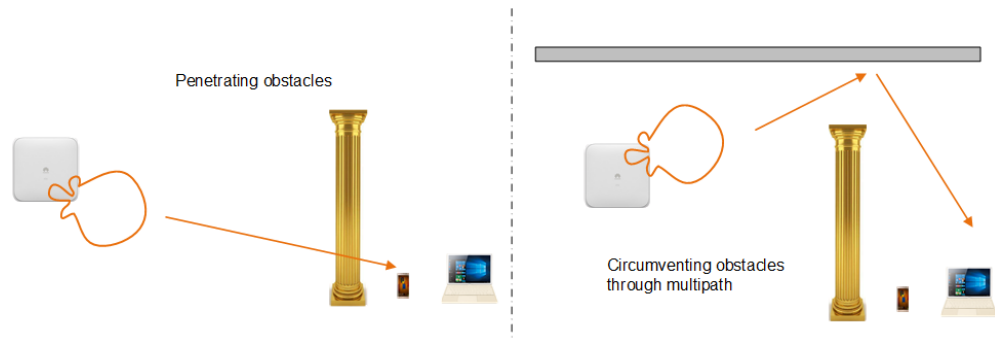 Penetrating obstacles
Circumventing obstacles
through multipath